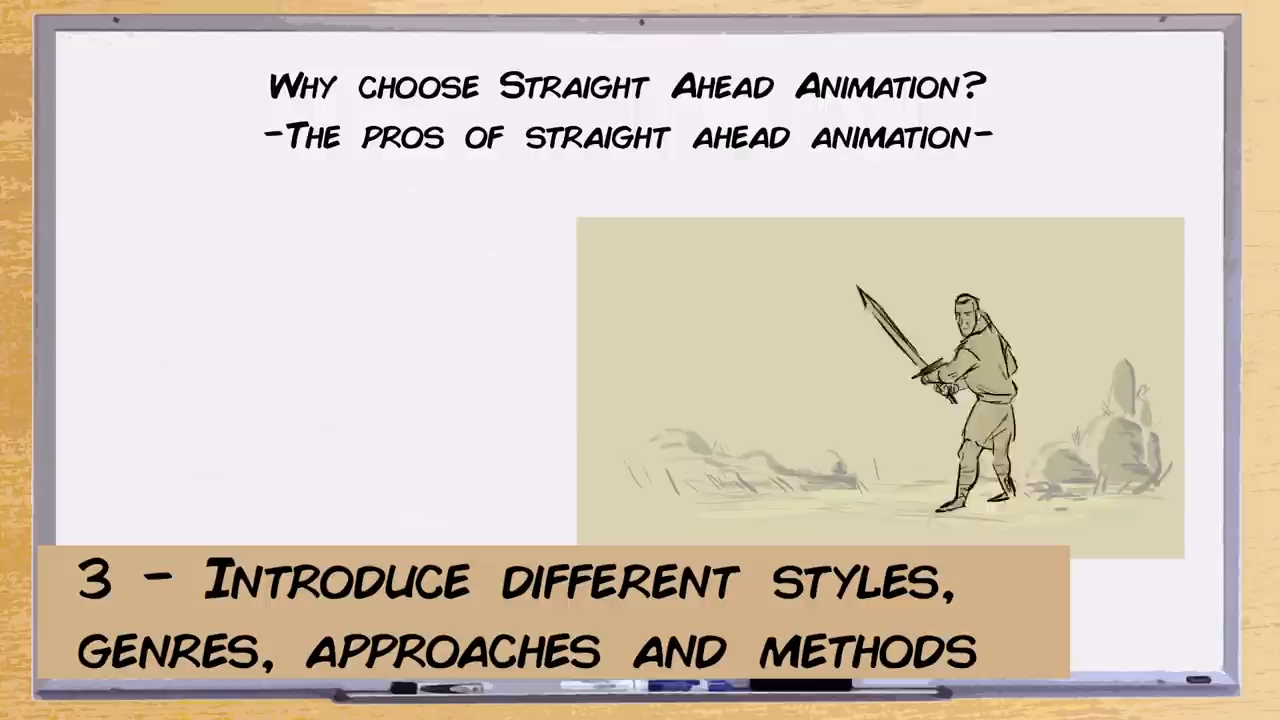 Why choose Straight Ahead Animation?
-The pros of straight ahead animation-
3 - Introduce different styles,
genres, approaches and methods